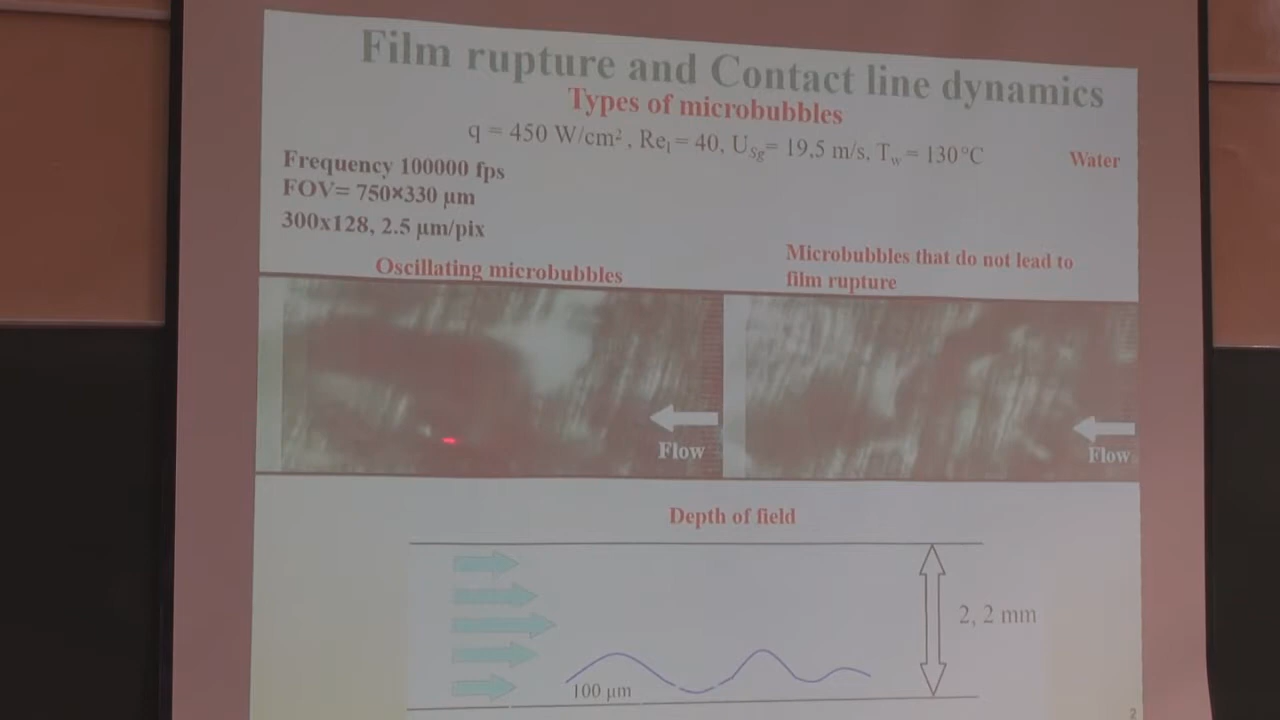 Film rupture and Contact line dynamics
Types of microbubbles
q = 450 W/cm², Reₗ = 40, U_Sg = 19,5 m/s, T_w = 130°C
Water
Frequency 100000 fps
FOV= 750×330 µm
300x128, 2.5 µm/pix
Oscillating microbubbles
Microbubbles that do not lead to
film rupture
Flow
Flow
Depth of field
2, 2 mm
100 µm
2